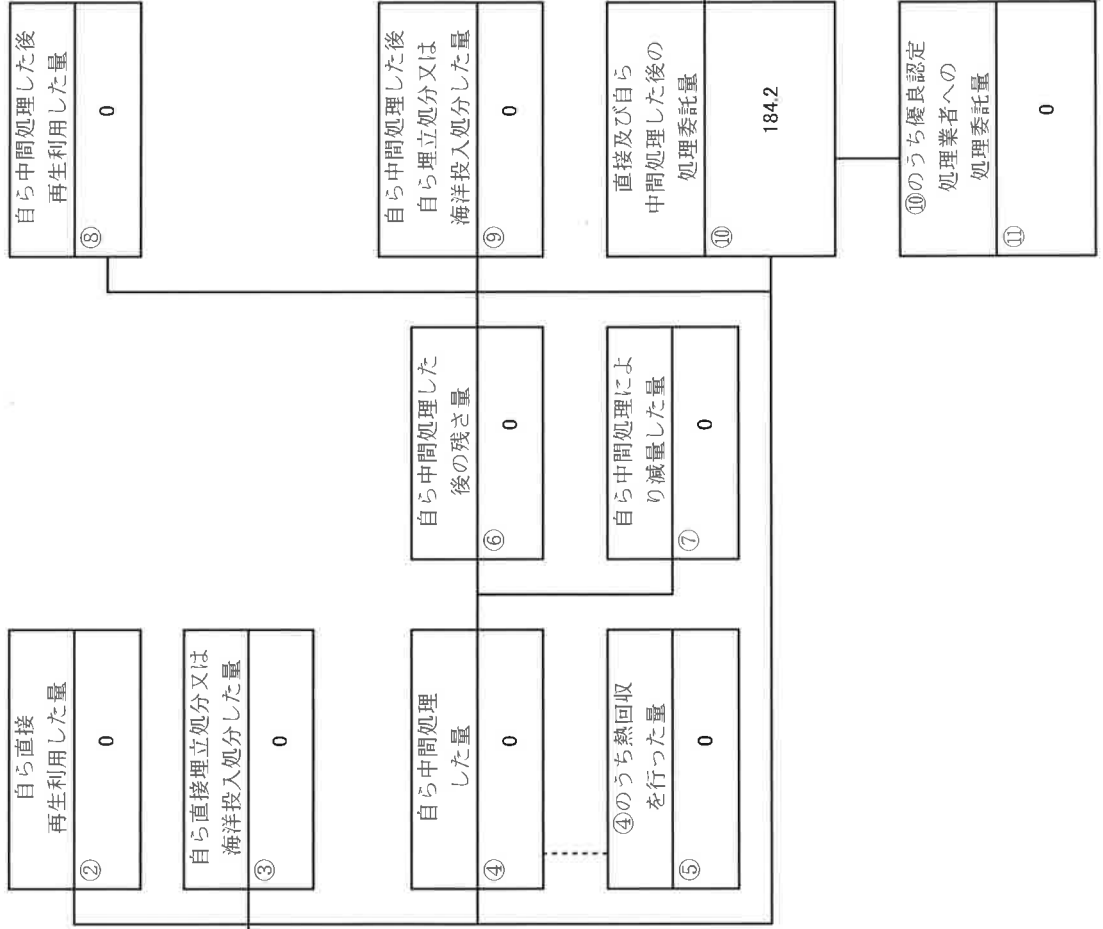 自ら直接
再生利用した量
②
0
自ら直接埋立処分又は
海洋投入処分した量
③
0
自ら中間処理
した量
④
0
④のうち熱回収
を行った量
⑤
0
自ら中間処理した
後の残さ量
⑥
0
自ら中間処理によ
り減量した量
⑦
0
自ら中間処理した後
再生利用した量
⑧
0
自ら中間処理した後
自ら埋立処分又は
海洋投入処分した量
⑨
0
直接及び自ら
中間処理した後の
処理委託量
⑩
184.2
⑩のうち優良認定
処理業者への
処理委託量
⑪
0